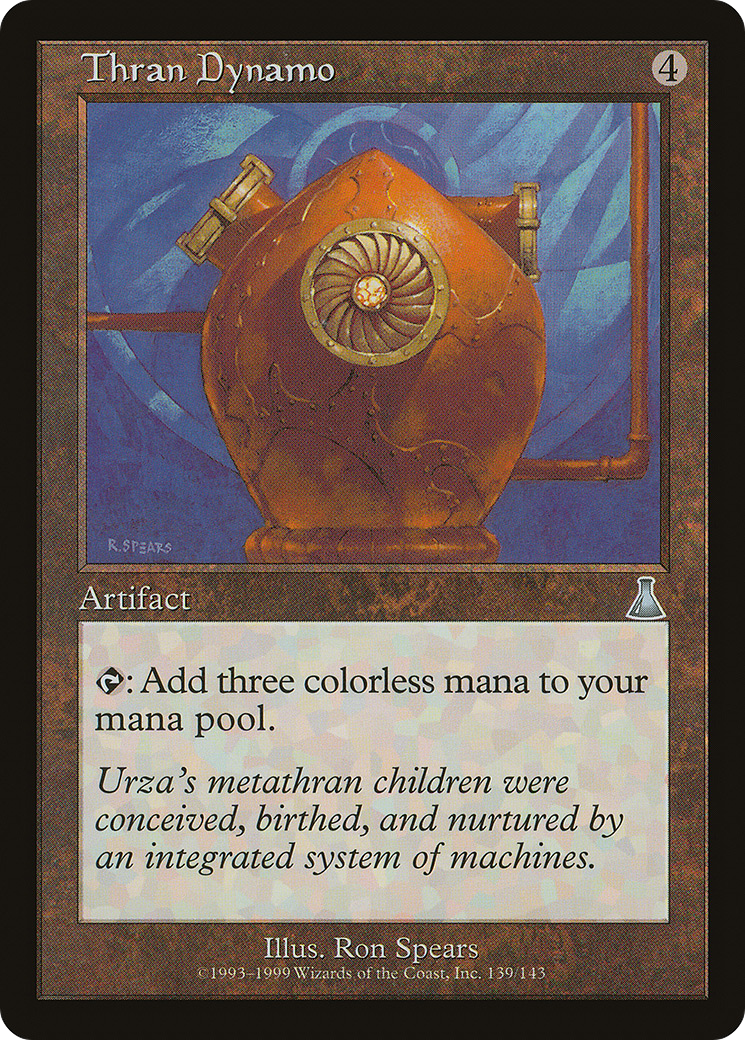 Thran Dynamo
4
R. SPEARS
Artifact
: Add three colorless mana to your
mana pool.
Urza's metathran children were
conceived, birthed, and nurtured by
an integrated system of machines.
Illus. Ron Spears
©1993–1999 Wizards of the Coast, Inc. 139/143